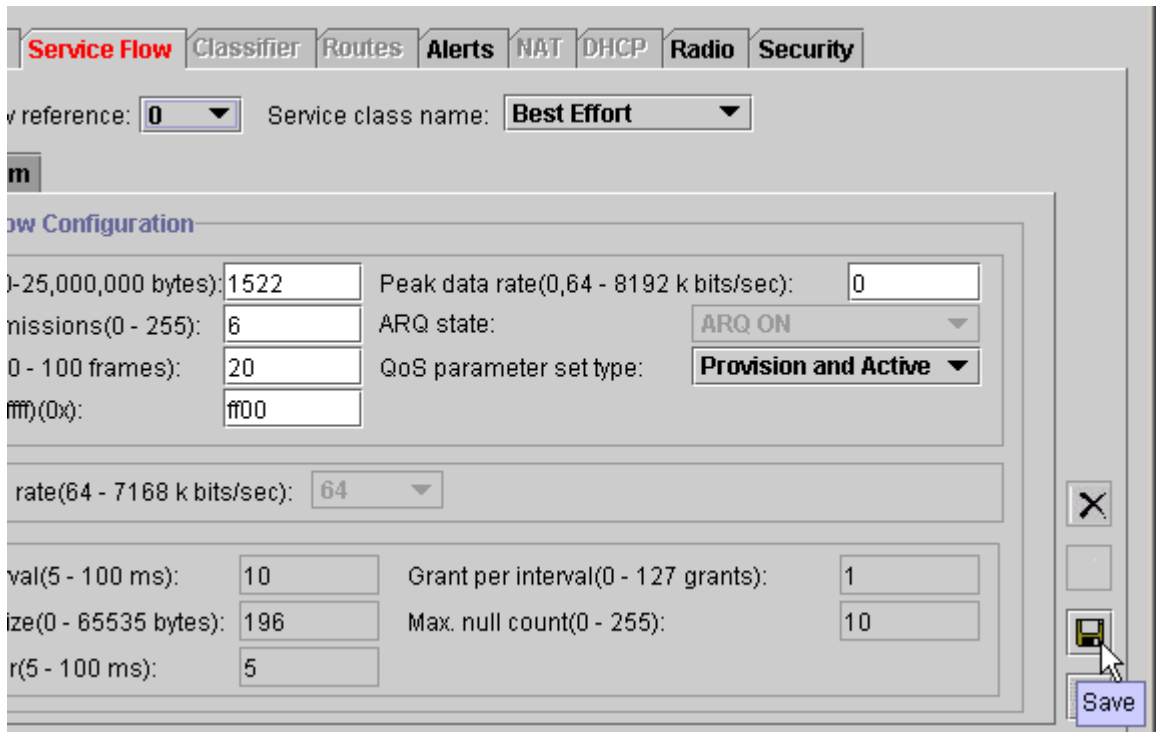 Service Flow Classifier Routes Alerts NAT DHCP Radio Security
reference: 0 Service class name: Best Effort
m
ow Configuration
0-25,000,000 bytes): 1522 Peak data rate(0,64 - 8192 k bits/sec): 0
missions(0 - 255): 6 ARQ state: ARQ ON
0 - 100 frames): 20 QoS parameter set type: Provision and Active
ffff)(0x): ff00
rate(64 - 7168 k bits/sec): 64
rval(5 - 100 ms): 10 Grant per interval(0 - 127 grants): 1
ize(0 - 65535 bytes): 196 Max. null count(0 - 255): 10
r(5 - 100 ms): 5
Save